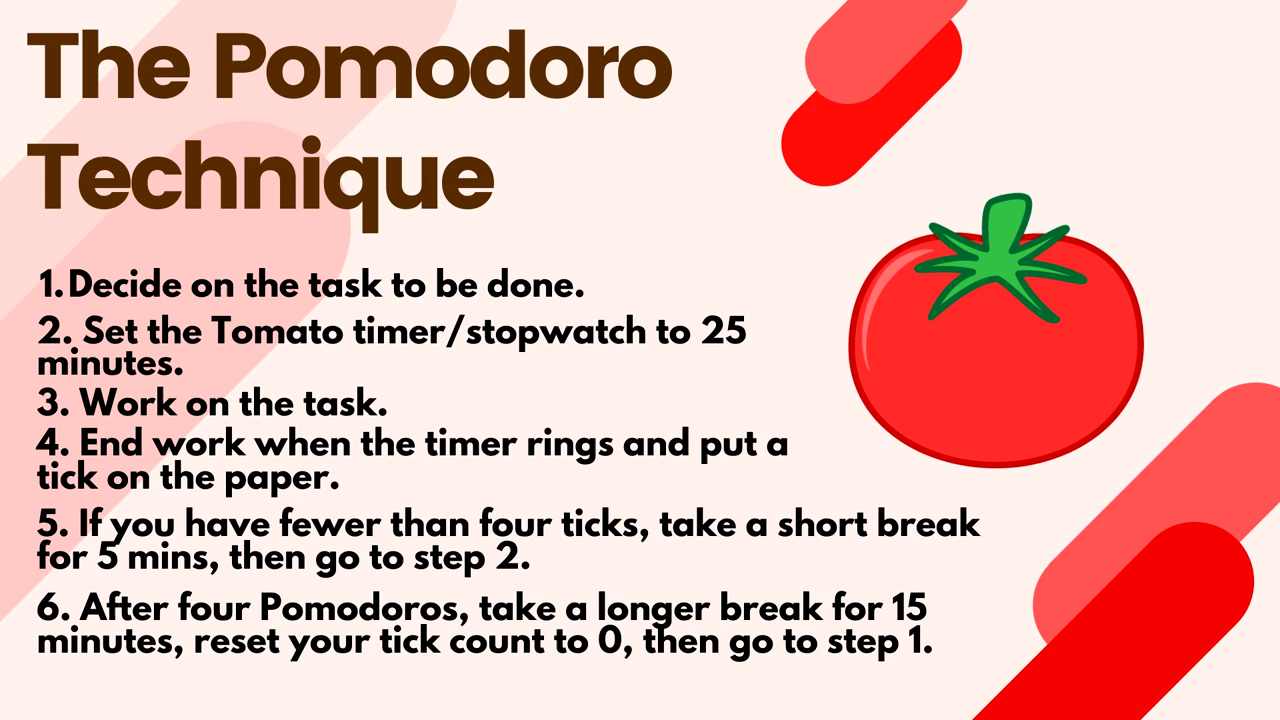 The Pomodoro
Technique
1. Decide on the task to be done.
2. Set the Tomato timer/stopwatch to 25
minutes.
3. Work on the task.
4. End work when the timer rings and put a
tick on the paper.
5. If you have fewer than four ticks, take a short break
for 5 mins, then go to step 2.
6. After four Pomodoros, take a longer break for 15
minutes, reset your tick count to 0, then go to step 1.